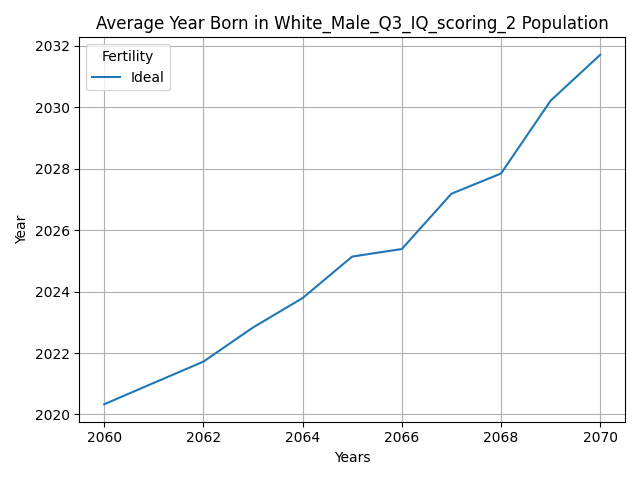 Average Year Born in White_Male_Q3_IQ_scoring_2 Population
Fertility
Ideal
2032
2030
2028
2026
2024
2022
2020
Year
2060 2062 2064 2066 2068 2070
Years